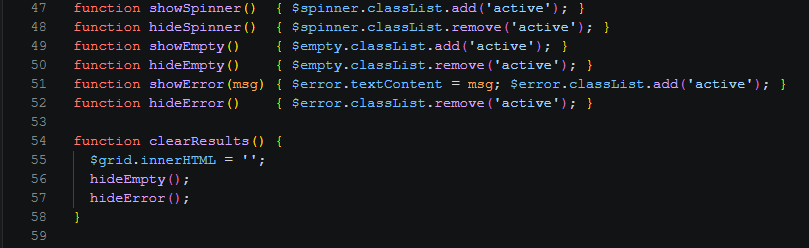 47 function showSpinner()  { $spinner.classList.add('active'); }
48 function hideSpinner()  { $spinner.classList.remove('active'); }
49 function showEmpty()    { $empty.classList.add('active'); }
50 function hideEmpty()    { $empty.classList.remove('active'); }
51 function showError(msg) { $error.textContent = msg; $error.classList.add('active'); }
52 function hideError()    { $error.classList.remove('active'); }
53
54 function clearResults() {
55   $grid.innerHTML = '';
56   hideEmpty();
57   hideError();
58 }
59